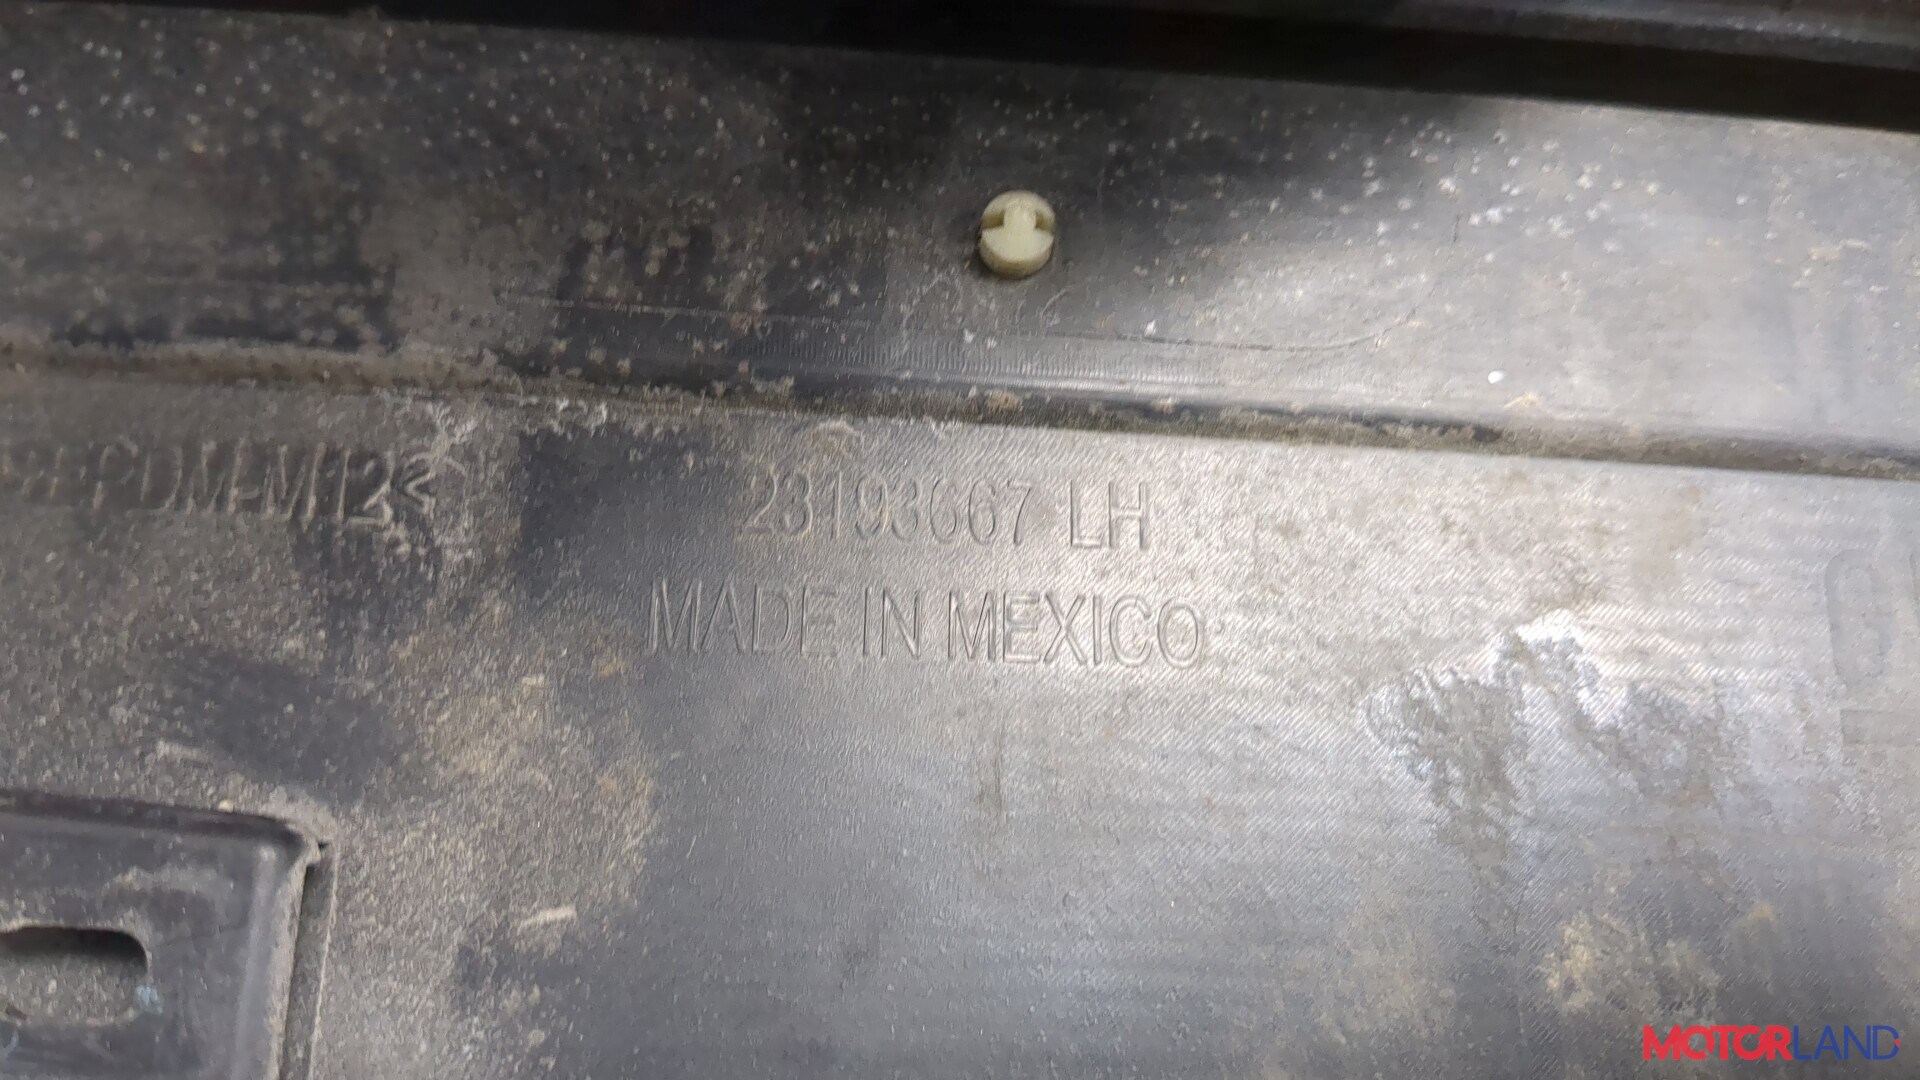 PDM-M12<
23193667 LH
MADE IN MEXICO
MOTORLAND